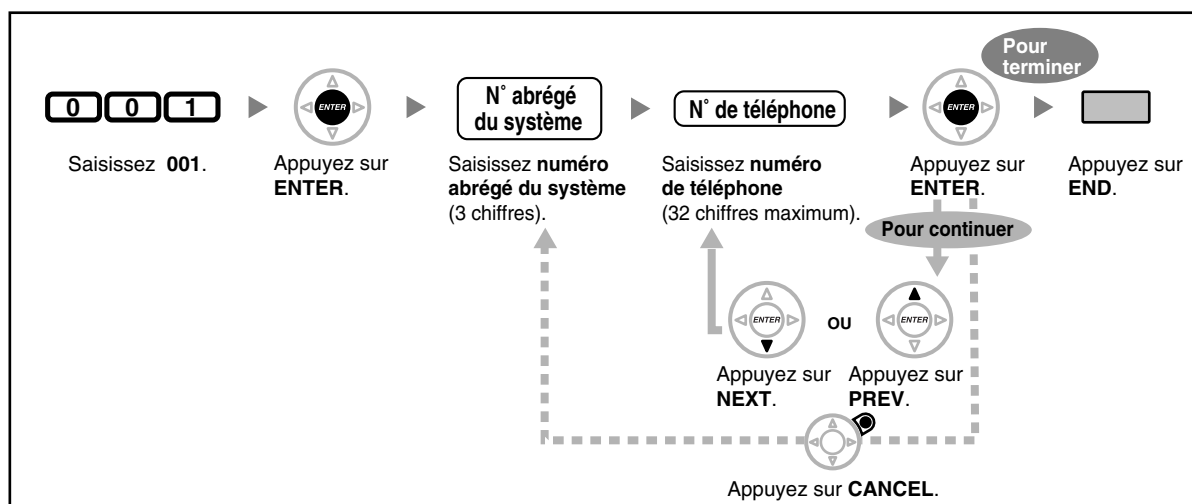 Pour
terminer
0 0 1
ENTER
N° abrégé
du système
N° de téléphone
ENTER
Saisissez 001.
Appuyez sur
ENTER.
Saisissez numéro
abrégé du système
(3 chiffres).
Saisissez numéro
de téléphone
(32 chiffres maximum).
Appuyez sur
ENTER.
Appuyez sur
END.
Pour continuer
ENTER
OU
ENTER
Appuyez sur
NEXT.
Appuyez sur
PREV.
Appuyez sur CANCEL.